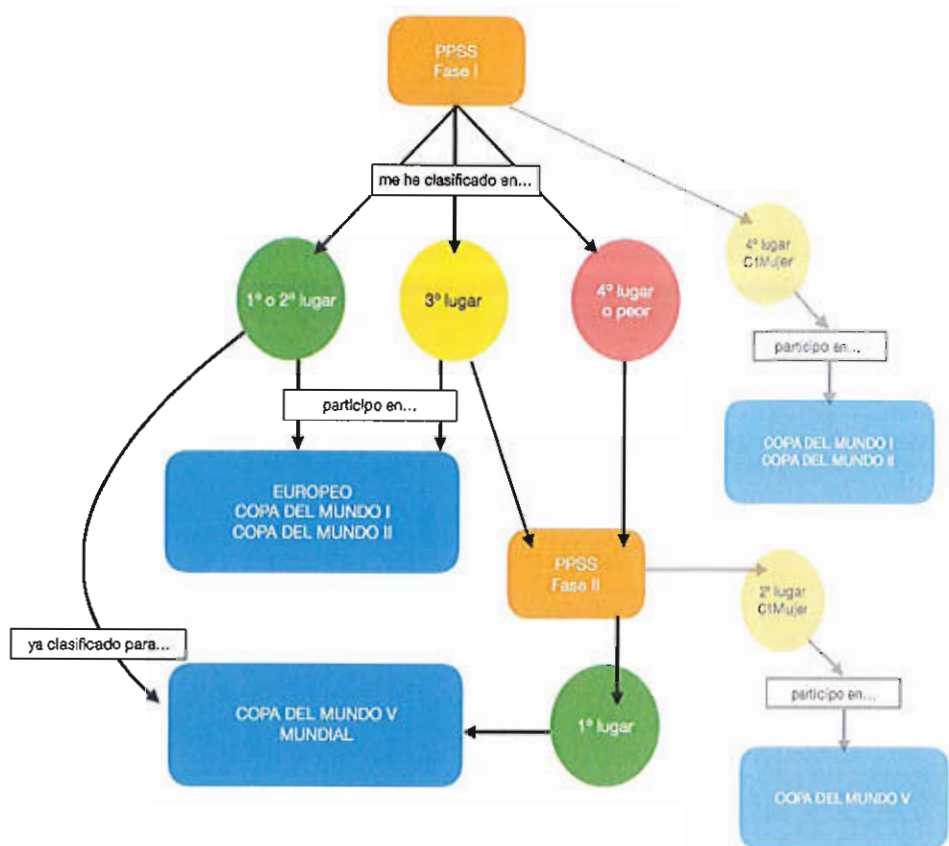 PPSS
Fase I
me he clasificado en...
1º o 2º lugar
3º lugar
4º lugar
o peor
4º lugar
C1Mujer
participo en...
participo en...
COPA DEL MUNDO I
COPA DEL MUNDO II
EUROPEO
COPA DEL MUNDO I
COPA DEL MUNDO II
PPSS
Fase II
2º lugar
C1Mujer
ya clasificado para...
participo en...
COPA DEL MUNDO V
MUNDIAL
1º lugar
COPA DEL MUNDO V